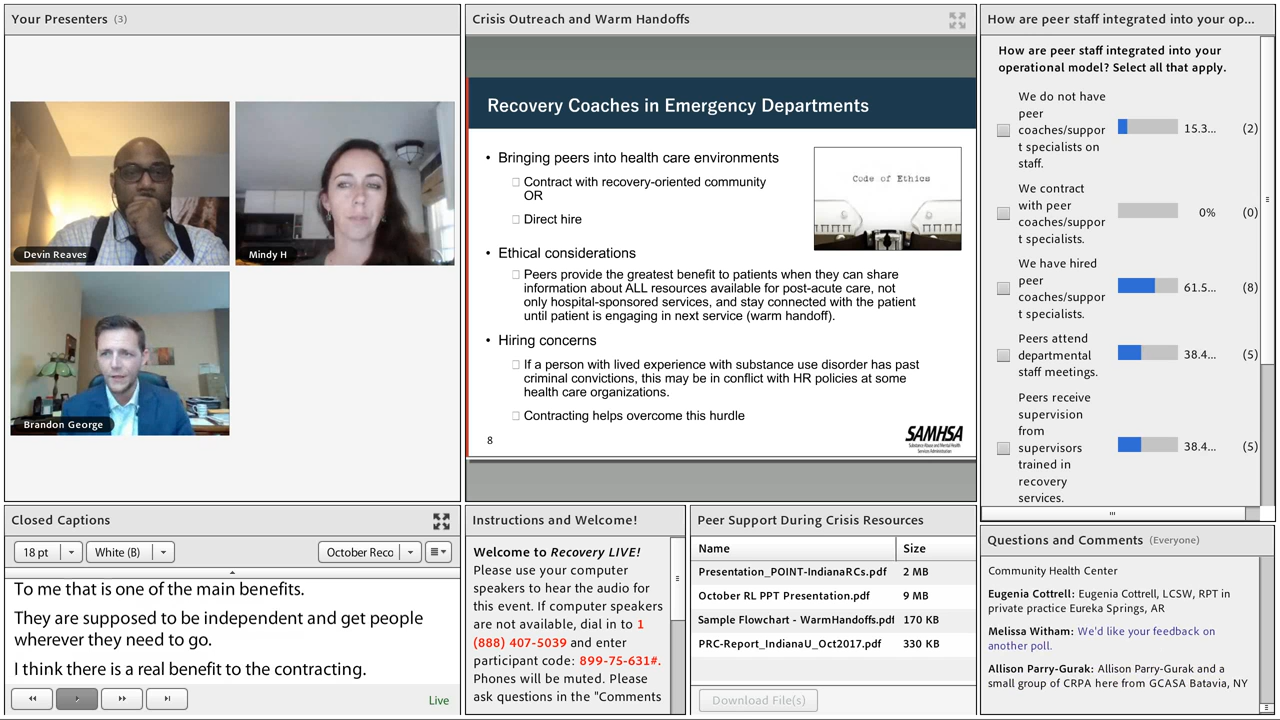 Your Presenters (3)
Devin Reaves
Mindy H
Brandon George
Crisis Outreach and Warm Handoffs
Recovery Coaches in Emergency Departments
• Bringing peers into health care environments
Contract with recovery-oriented community
OR
Direct hire
Code of Ethics
• Ethical considerations
Peers provide the greatest benefit to patients when they can share
information about ALL resources available for post-acute care, not
only hospital-sponsored services, and stay connected with the patient
until patient is engaging in next service (warm handoff).
• Hiring concerns
If a person with lived experience with substance use disorder has past
criminal convictions, this may be in conflict with HR policies at some
health care organizations.
Contracting helps overcome this hurdle
8
SAMHSA
Substance Abuse and Mental Health
Services Administration
How are peer staff integrated into your op...
How are peer staff integrated into your
operational model? Select all that apply.
We do not have
peer
coaches/suppor
t specialists on
staff.
15.3... (2)
We contract
with peer
coaches/suppor
t specialists.
0% (0)
We have hired
peer
coaches/suppor
t specialists.
61.5... (8)
Peers attend
departmental
staff meetings.
38.4... (5)
Peers receive
supervision
from
supervisors
trained in
recovery
services.
38.4... (5)
Closed Captions
18 pt White (B) October Reco
To me that is one of the main benefits.
They are supposed to be independent and get people
wherever they need to go.
I think there is a real benefit to the contracting.
Live
Instructions and Welcome!
Welcome to Recovery LIVE!
Please use your computer
speakers to hear the audio for
this event. If computer speakers
are not available, dial in to 1
(888) 407-5039 and enter
participant code: 899-75-631#.
Phones will be muted. Please
ask questions in the "Comments
Peer Support During Crisis Resources
Name Size
Presentation_POINT-IndianaRCs.pdf 2 MB
October RL PPT Presentation.pdf 9 MB
Sample Flowchart - WarmHandoffs.pdf 170 KB
PRC-Report_IndianaU_Oct2017.pdf 330 KB
Download File(s)
Questions and Comments (Everyone)
Community Health Center
Eugenia Cottrell: Eugenia Cottrell, LCSW, RPT in
private practice Eureka Springs, AR
Melissa Witham: We'd like your feedback on
another poll.
Allison Parry-Gurak: Allison Parry-Gurak and a
small group of CRPA here from GCASA Batavia, NY